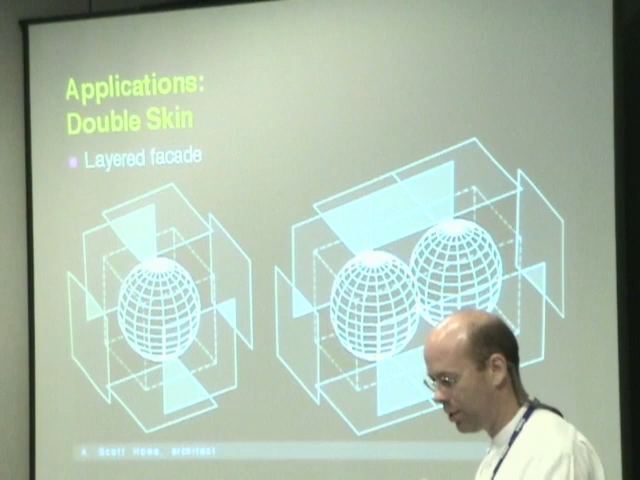 Applications:
Double Skin
Layered facade
A. Scott Howe, architect